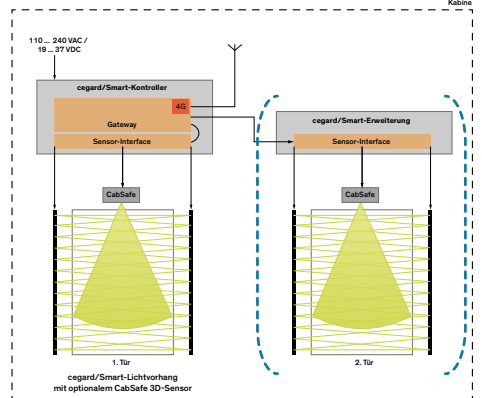 Kabine
110 ... 240 VAC /
19 ... 37 VDC
cegard/Smart-Kontroller
4G
Gateway
Sensor-Interface
cegard/Smart-Erweiterung
Sensor-Interface
CabSafe
CabSafe
1. Tür
2. Tür
cegard/Smart-Lichtvorhang
mit optionalem CabSafe 3D-Sensor